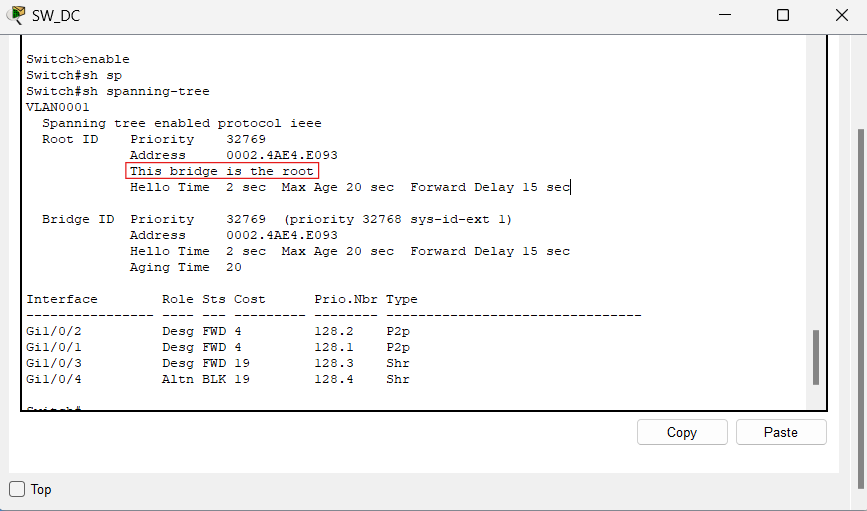 SW_DC
Switch>enable
Switch#sh sp
Switch#sh spanning-tree
VLAN0001
  Spanning tree enabled protocol ieee
  Root ID    Priority    32769
             Address     0002.4AE4.E093
             This bridge is the root
             Hello Time  2 sec  Max Age 20 sec  Forward Delay 15 sec

  Bridge ID  Priority    32769  (priority 32768 sys-id-ext 1)
             Address     0002.4AE4.E093
             Hello Time  2 sec  Max Age 20 sec  Forward Delay 15 sec
             Aging Time  20

Interface        Role Sts Cost      Prio.Nbr Type
---------------- ---- --- --------- -------- --------------------------------
Gi1/0/2          Desg FWD 4         128.2    P2p
Gi1/0/1          Desg FWD 4         128.1    P2p
Gi1/0/3          Desg FWD 19        128.3    Shr
Gi1/0/4          Altn BLK 19        128.4    Shr

Switch#
Copy Paste
Top